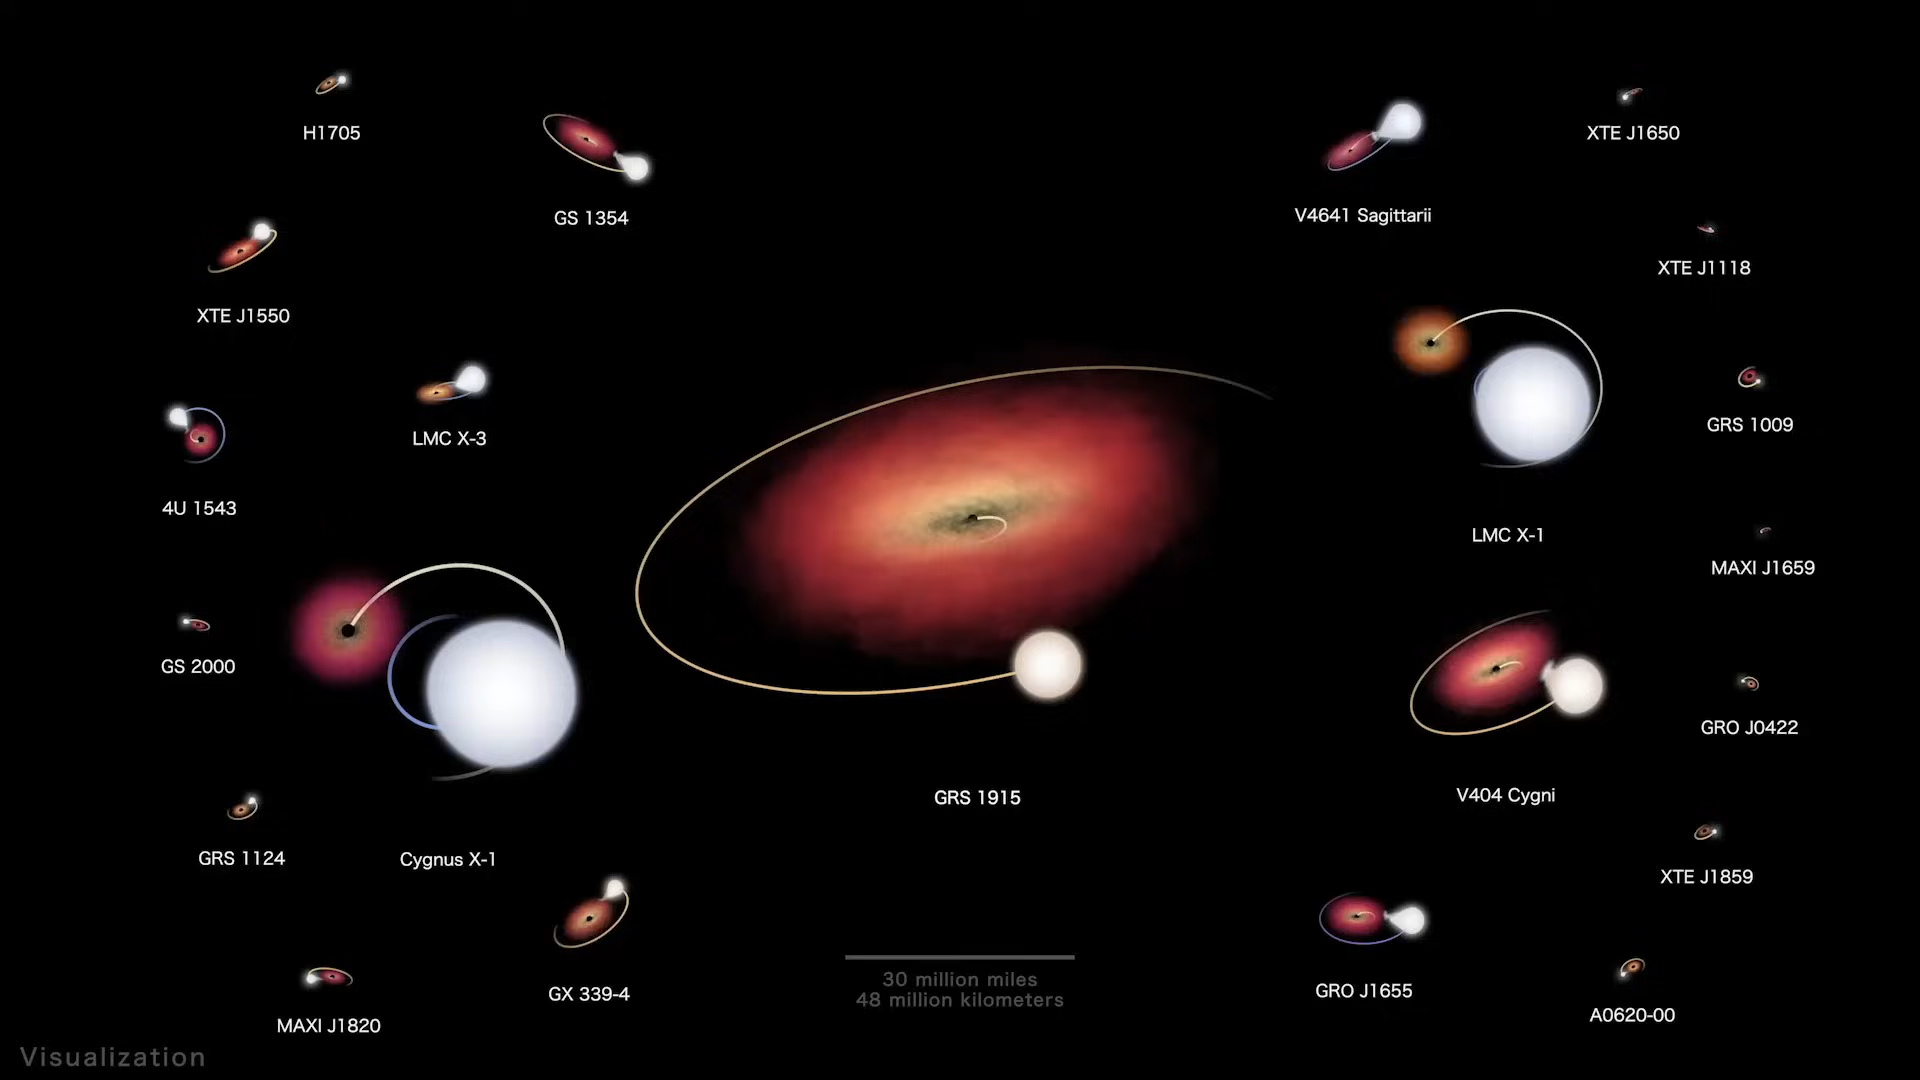 H1705
XTE J1650
GS 1354
V4641 Sagittarii
XTE J1118
XTE J1550
GRS 1009
LMC X-3
4U 1543
LMC X-1
MAXI J1659
GS 2000
GRO J0422
V404 Cygni
GRS 1915
GRS 1124
Cygnus X-1
XTE J1859
30 million miles
48 million kilometers
GX 339-4
GRO J1655
A0620-00
MAXI J1820
Visualization